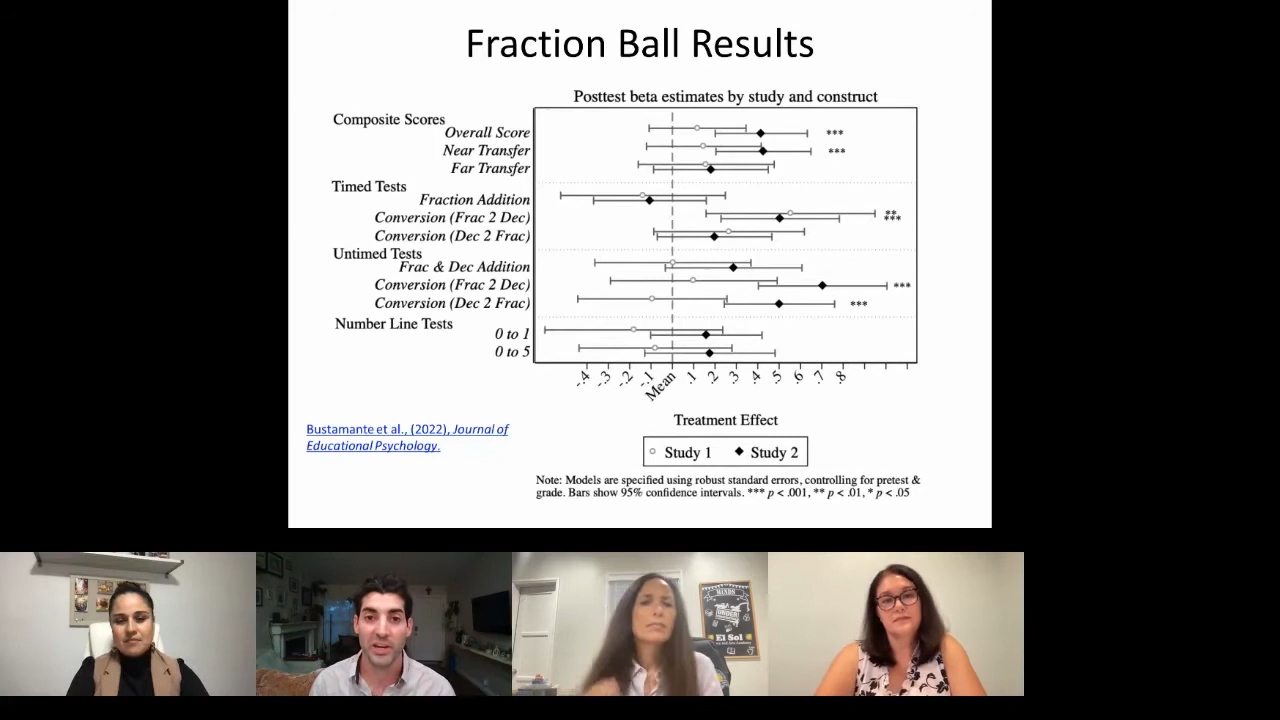 Fraction Ball Results
Posttest beta estimates by study and construct
Composite Scores
Overall Score
***
Near Transfer
***
Far Transfer
Timed Tests
Fraction Addition
Conversion (Frac 2 Dec)
**
***
Conversion (Dec 2 Frac)
Untimed Tests
Frac & Dec Addition
Conversion (Frac 2 Dec)
***
Conversion (Dec 2 Frac)
***
Number Line Tests
0 to 1
0 to 5
-.4 -.3 -.2 -.1 Mean .1 .2 .3 .4 .5 .6 .7 .8
Treatment Effect
Study 1 Study 2
Bustamante et al., (2022), Journal of
Educational Psychology.
Note: Models are specified using robust standard errors, controlling for pretest &
grade. Bars show 95% confidence intervals. *** p < .001, ** p < .01, * p < .05
MINDS
El Sol